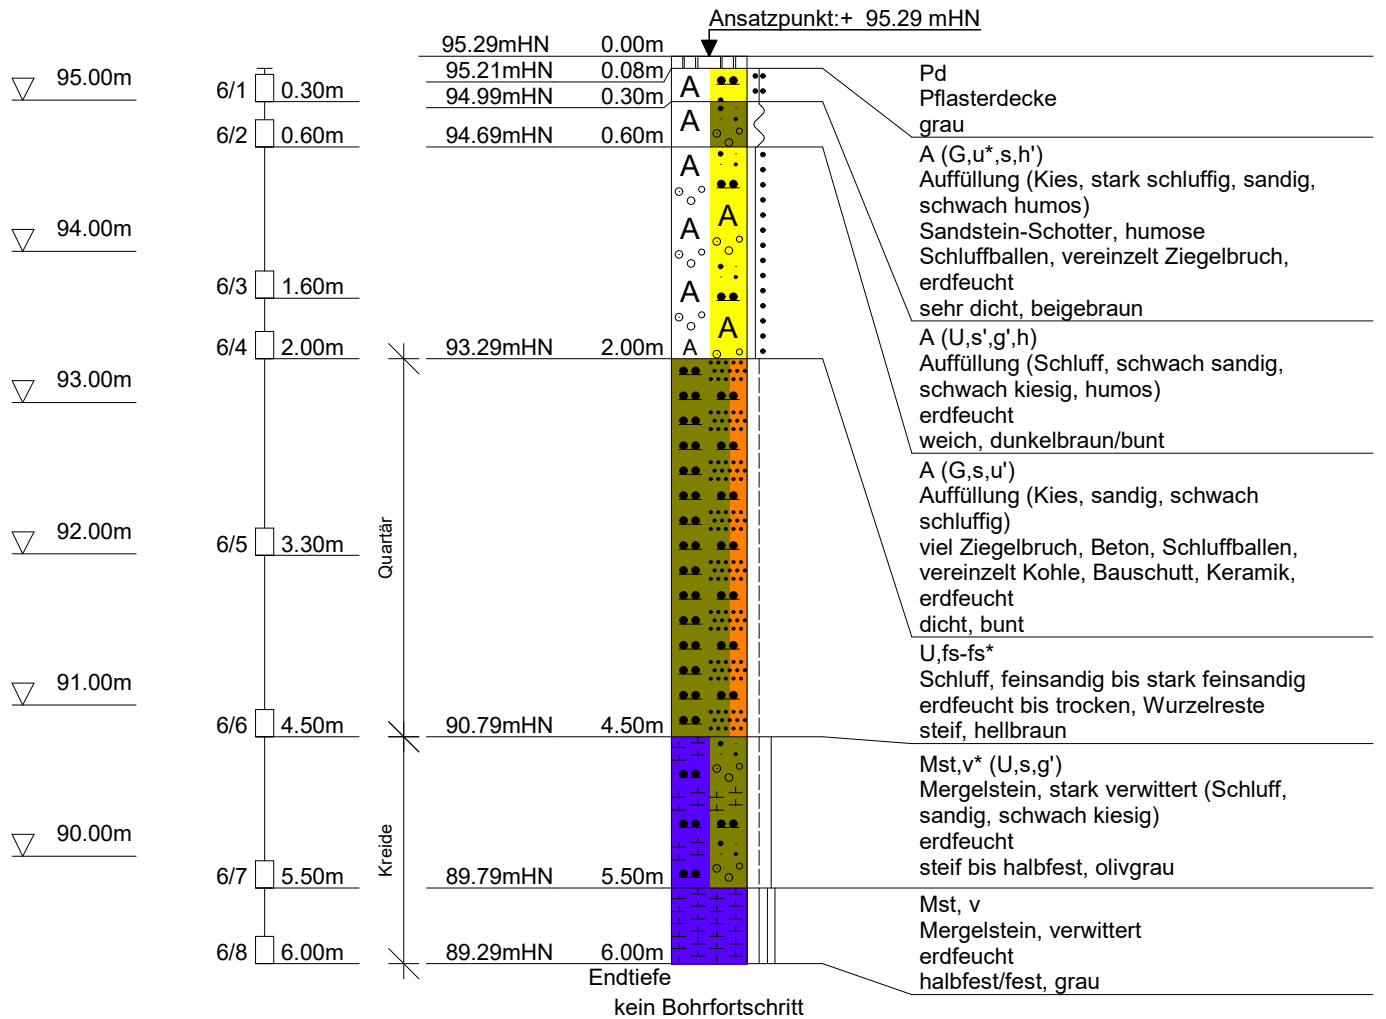 Ansatzpunkt:+ 95.29 mHN
95.00m
94.00m
93.00m
92.00m
91.00m
90.00m
6/1 0.30m
6/2 0.60m
6/3 1.60m
6/4 2.00m
6/5 3.30m
6/6 4.50m
6/7 5.50m
6/8 6.00m
Quartär
Kreide
95.29mHN 0.00m
95.21mHN 0.08m
94.99mHN 0.30m
94.69mHN 0.60m
93.29mHN 2.00m
90.79mHN 4.50m
89.79mHN 5.50m
89.29mHN 6.00m
Endtiefe
kein Bohrfortschritt
A
A
A
A
A
A
A
A
Pd
Pflasterdecke
grau
A (G,u*,s,h')
Auffüllung (Kies, stark schluffig, sandig,
schwach humos)
Sandstein-Schotter, humose
Schluffballen, vereinzelt Ziegelbruch,
erdfeucht
sehr dicht, beigebraun
A (U,s',g',h)
Auffüllung (Schluff, schwach sandig,
schwach kiesig, humos)
erdfeucht
weich, dunkelbraun/bunt
A (G,s,u')
Auffüllung (Kies, sandig, schwach
schluffig)
viel Ziegelbruch, Beton, Schluffballen,
vereinzelt Kohle, Bauschutt, Keramik,
erdfeucht
dicht, bunt
U,fs-fs*
Schluff, feinsandig bis stark feinsandig
erdfeucht bis trocken, Wurzelreste
steif, hellbraun
Mst,v* (U,s,g')
Mergelstein, stark verwittert (Schluff,
sandig, schwach kiesig)
erdfeucht
steif bis halbfest, olivgrau
Mst, v
Mergelstein, verwittert
erdfeucht
halbfest/fest, grau